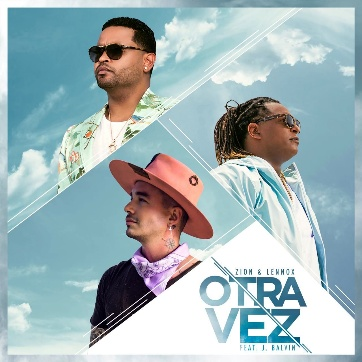 ZION & LENNOX
OTRA
VEZ
FEAT. J. BALVIN